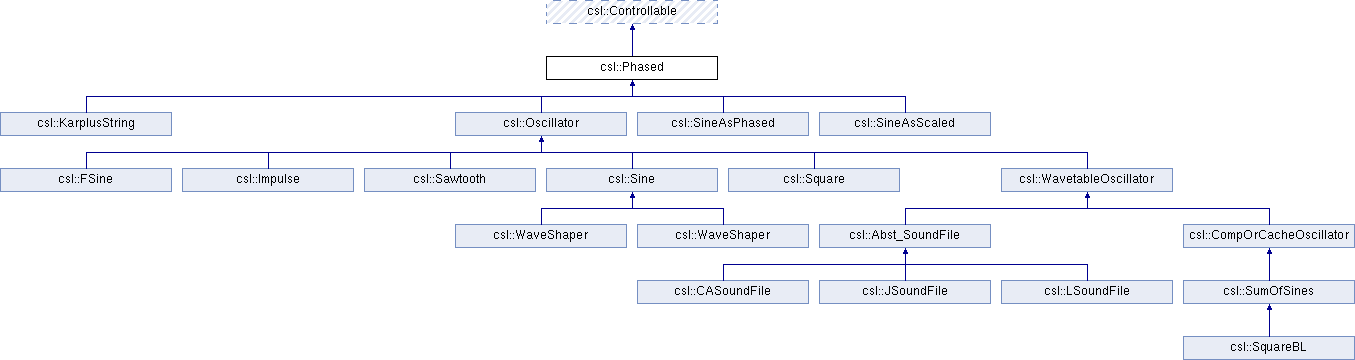 csl::Controllable
csl::Phased
csl::KarplusString
csl::Oscillator
csl::SineAsPhased
csl::SineAsScaled
csl::FSine
csl::Impulse
csl::Sawtooth
csl::Sine
csl::Square
csl::WavetableOscillator
csl::WaveShaper
csl::WaveShaper
csl::Abst_SoundFile
csl::CompOrCacheOscillator
csl::CASoundFile
csl::JSoundFile
csl::LSoundFile
csl::SumOfSines
csl::SquareBL